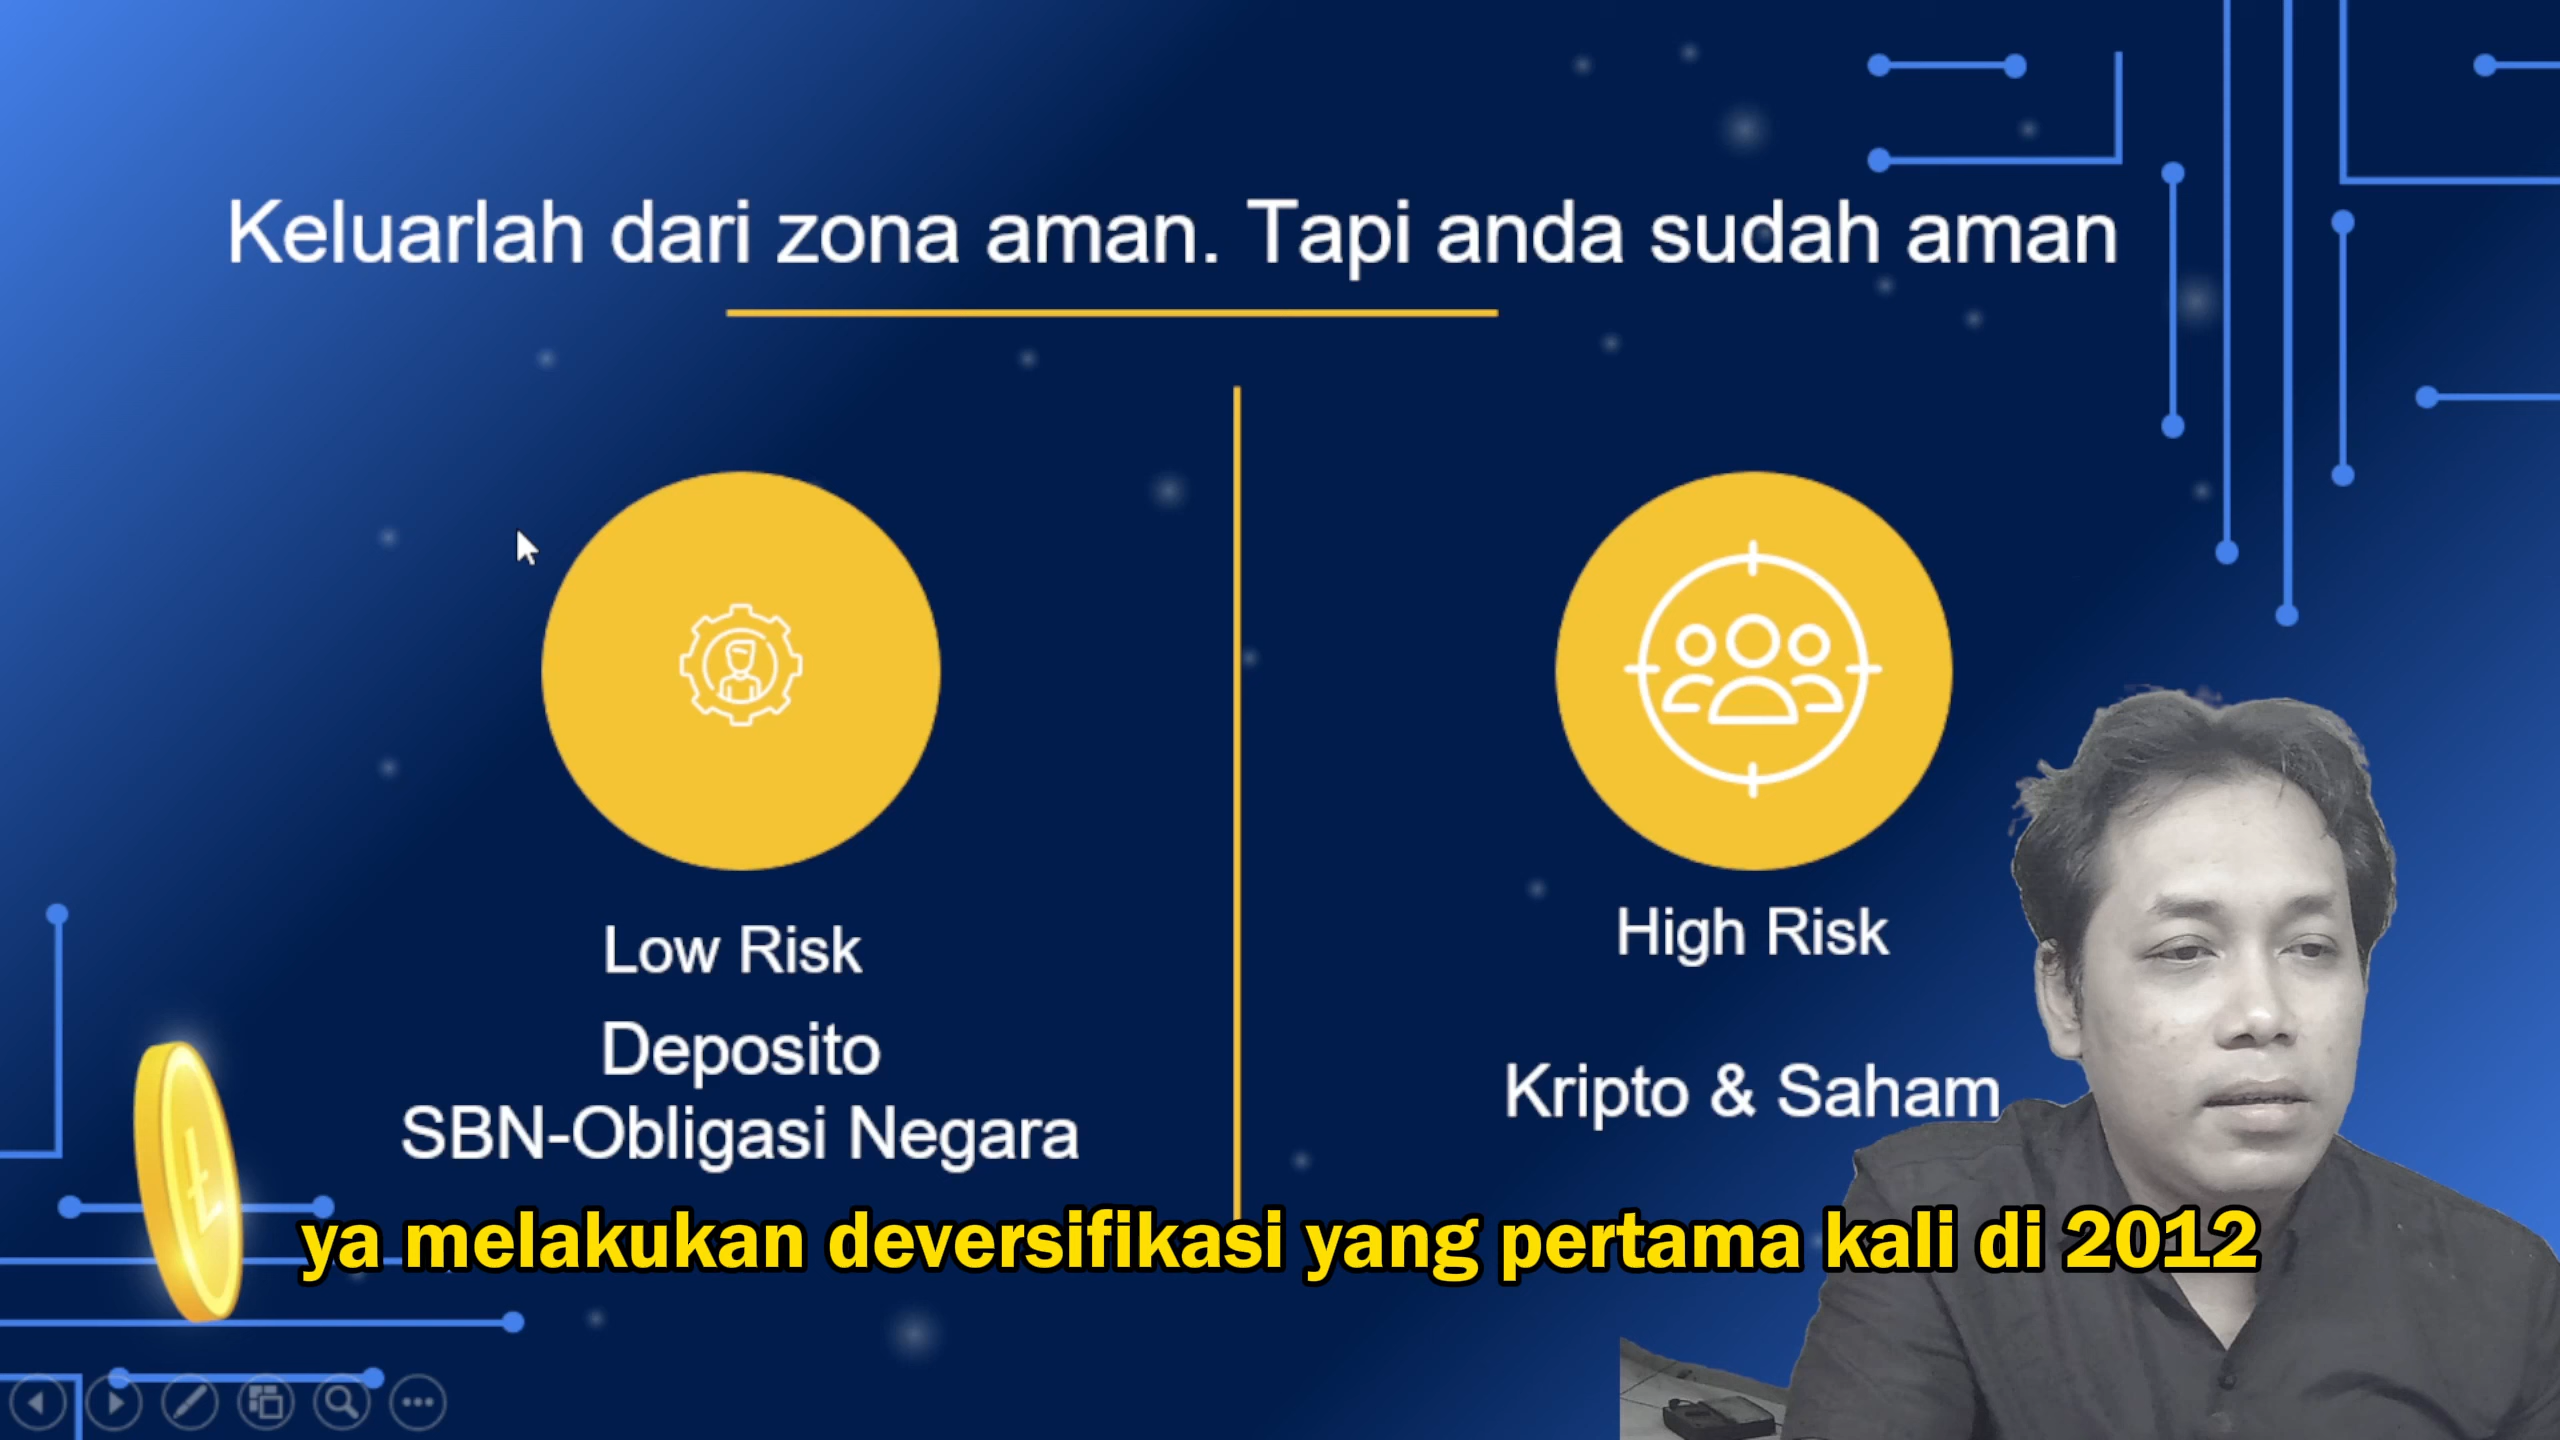 Keluarlah dari zona aman. Tapi anda sudah aman
Low Risk
Deposito
SBN-Obligasi Negara
High Risk
Kripto & Saham
ya melakukan deversifikasi yang pertama kali di 2012